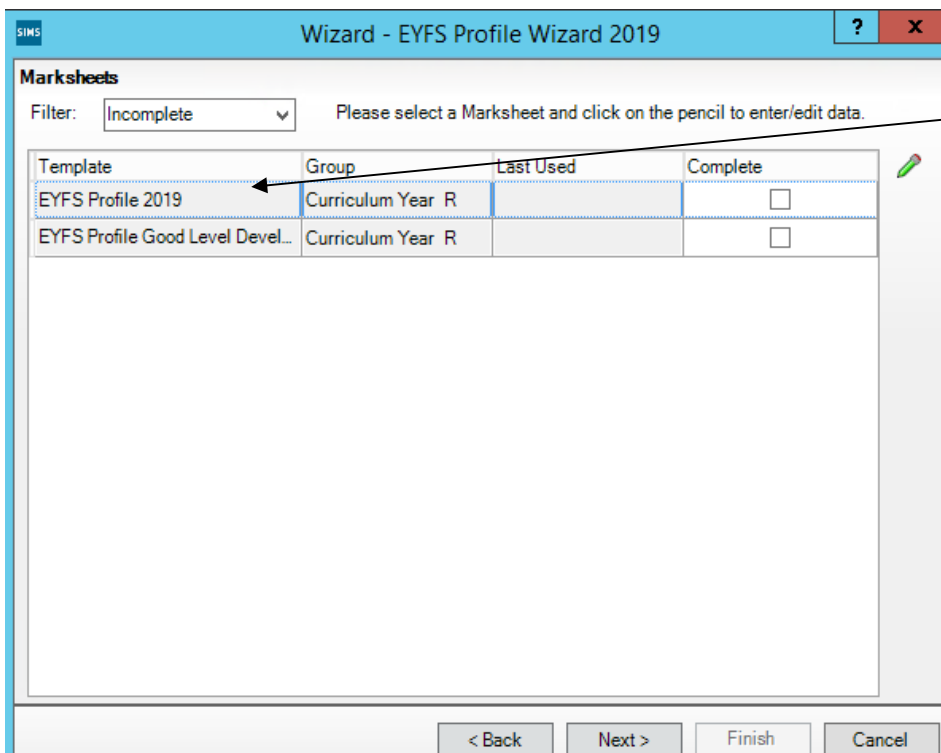 SIMS Wizard - EYFS Profile Wizard 2019 ? x
Marksheets
Filter: Incomplete Please select a Marksheet and click on the pencil to enter/edit data.
Template Group Last Used Complete
EYFS Profile 2019 Curriculum Year R
EYFS Profile Good Level Devel... Curriculum Year R
< Back Next > Finish Cancel